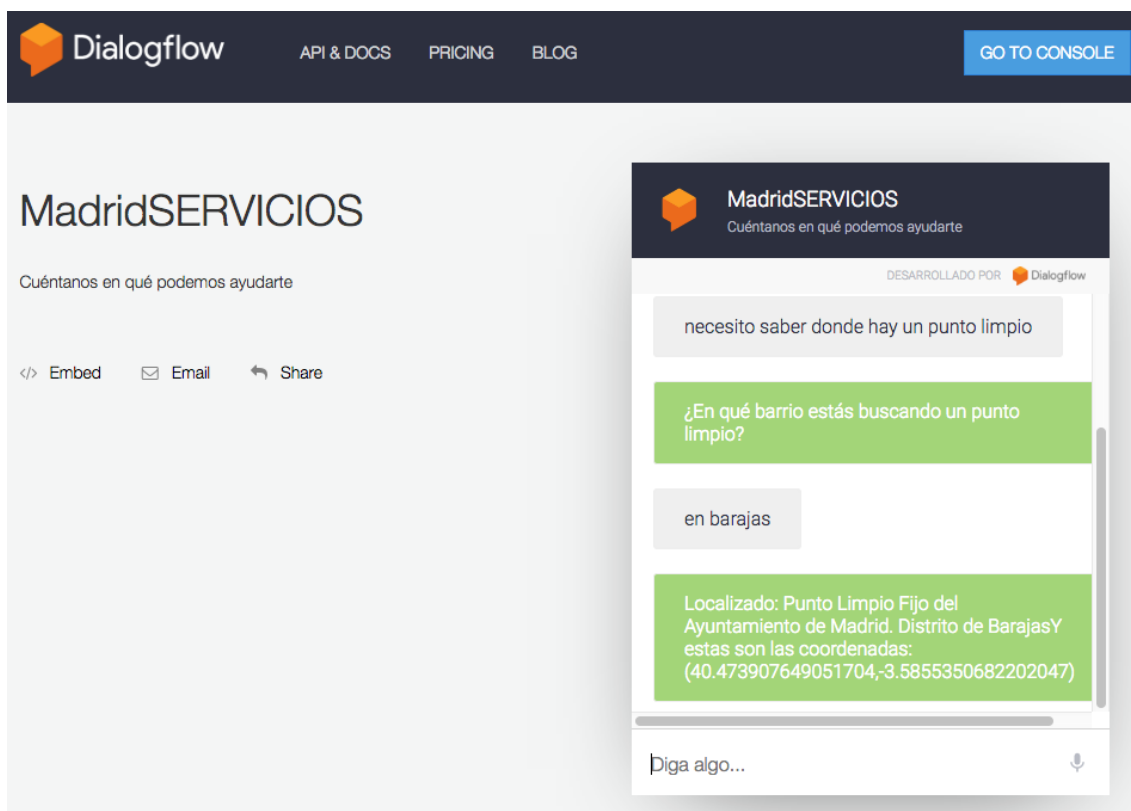 Dialogflow
API & DOCS
PRICING
BLOG
GO TO CONSOLE
MadridSERVICIOS
Cuéntanos en qué podemos ayudarte
</> Embed
Email
Share
MadridSERVICIOS
Cuéntanos en qué podemos ayudarte
DESARROLLADO POR Dialogflow
necesito saber donde hay un punto limpio
¿En qué barrio estás buscando un punto
limpio?
en barajas
Localizado: Punto Limpio Fijo del
Ayuntamiento de Madrid. Distrito de BarajasY
estas son las coordenadas:
(40.473907649051704,-3.5855350682202047)
Diga algo...